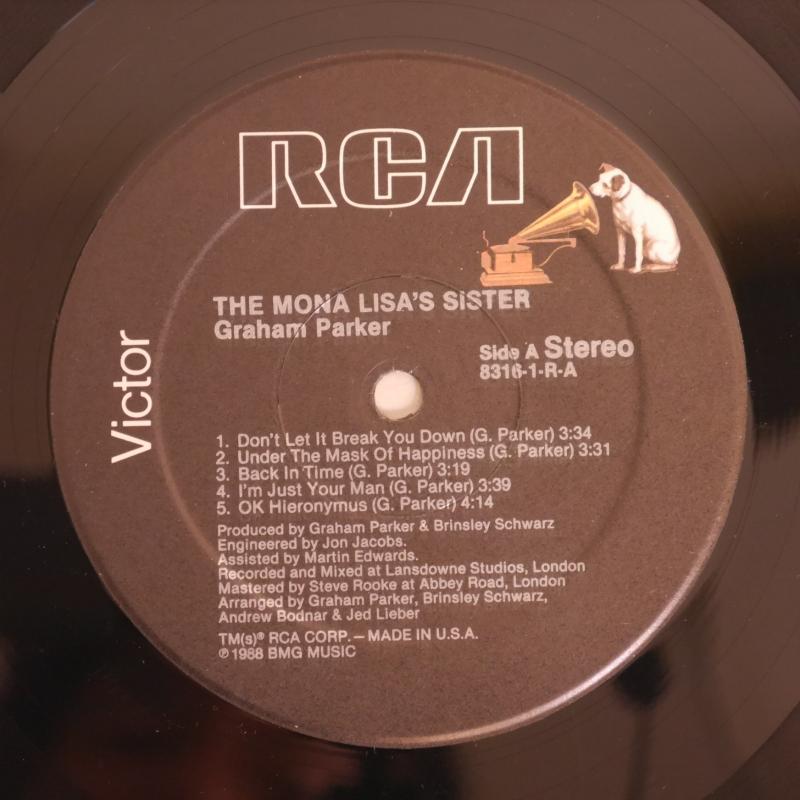 RCA
THE MONA LISA'S SISTER
Graham Parker
Side A Stereo
8316-1-R-A
Victor
1. Don't Let It Break You Down (G. Parker) 3:34
2. Under The Mask Of Happiness (G. Parker) 3:31
3. Back In Time (G. Parker) 3:19
4. I'm Just Your Man (G. Parker) 3:39
5. OK Hieronymus (G. Parker) 4:14
Produced by Graham Parker & Brinsley Schwarz
Engineered by Jon Jacobs.
Assisted by Martin Edwards.
Recorded and Mixed at Lansdowne Studios, London
Mastered by Steve Rooke at Abbey Road, London
Arranged by Graham Parker, Brinsley Schwarz,
Andrew Bodnar & Jed Lieber
TM(s)® RCA CORP. – MADE IN U.S.A.
℗ 1988 BMG MUSIC